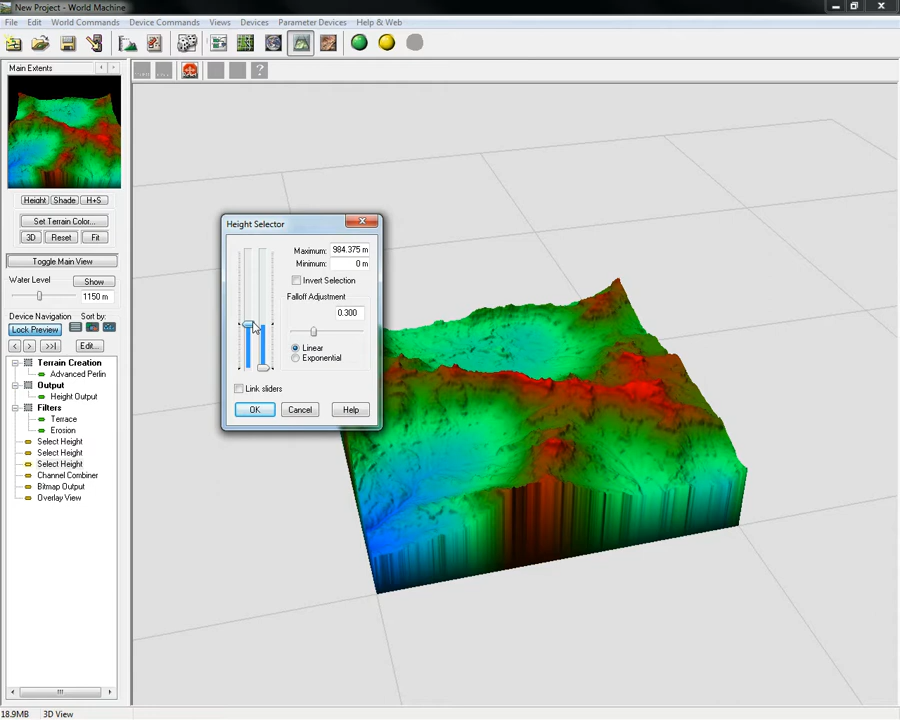 New Project - World Machine
File Edit World Commands Device Commands Views Devices Parameter Devices Help & Web
Main Extents
Height Shade H+S
Set Terrain Color...
3D Reset Fit
Toggle Main View
Water Level Show
1150 m
Lock Preview Sort by:
Edit..
Terrain Creation
Advanced Perlin
Output
Height Output
Filters
Terrace
Erosion
Select Height
Select Height
Select Height
Channel Combiner
Bitmap Output
Overlay View
Height Selector
Maximum: 984.375 m
Minimum: 0 m
Invert Selection
Falloff Adjustment
0.300
Linear
Exponential
Link sliders
OK Cancel Help
18.9MB 3D View